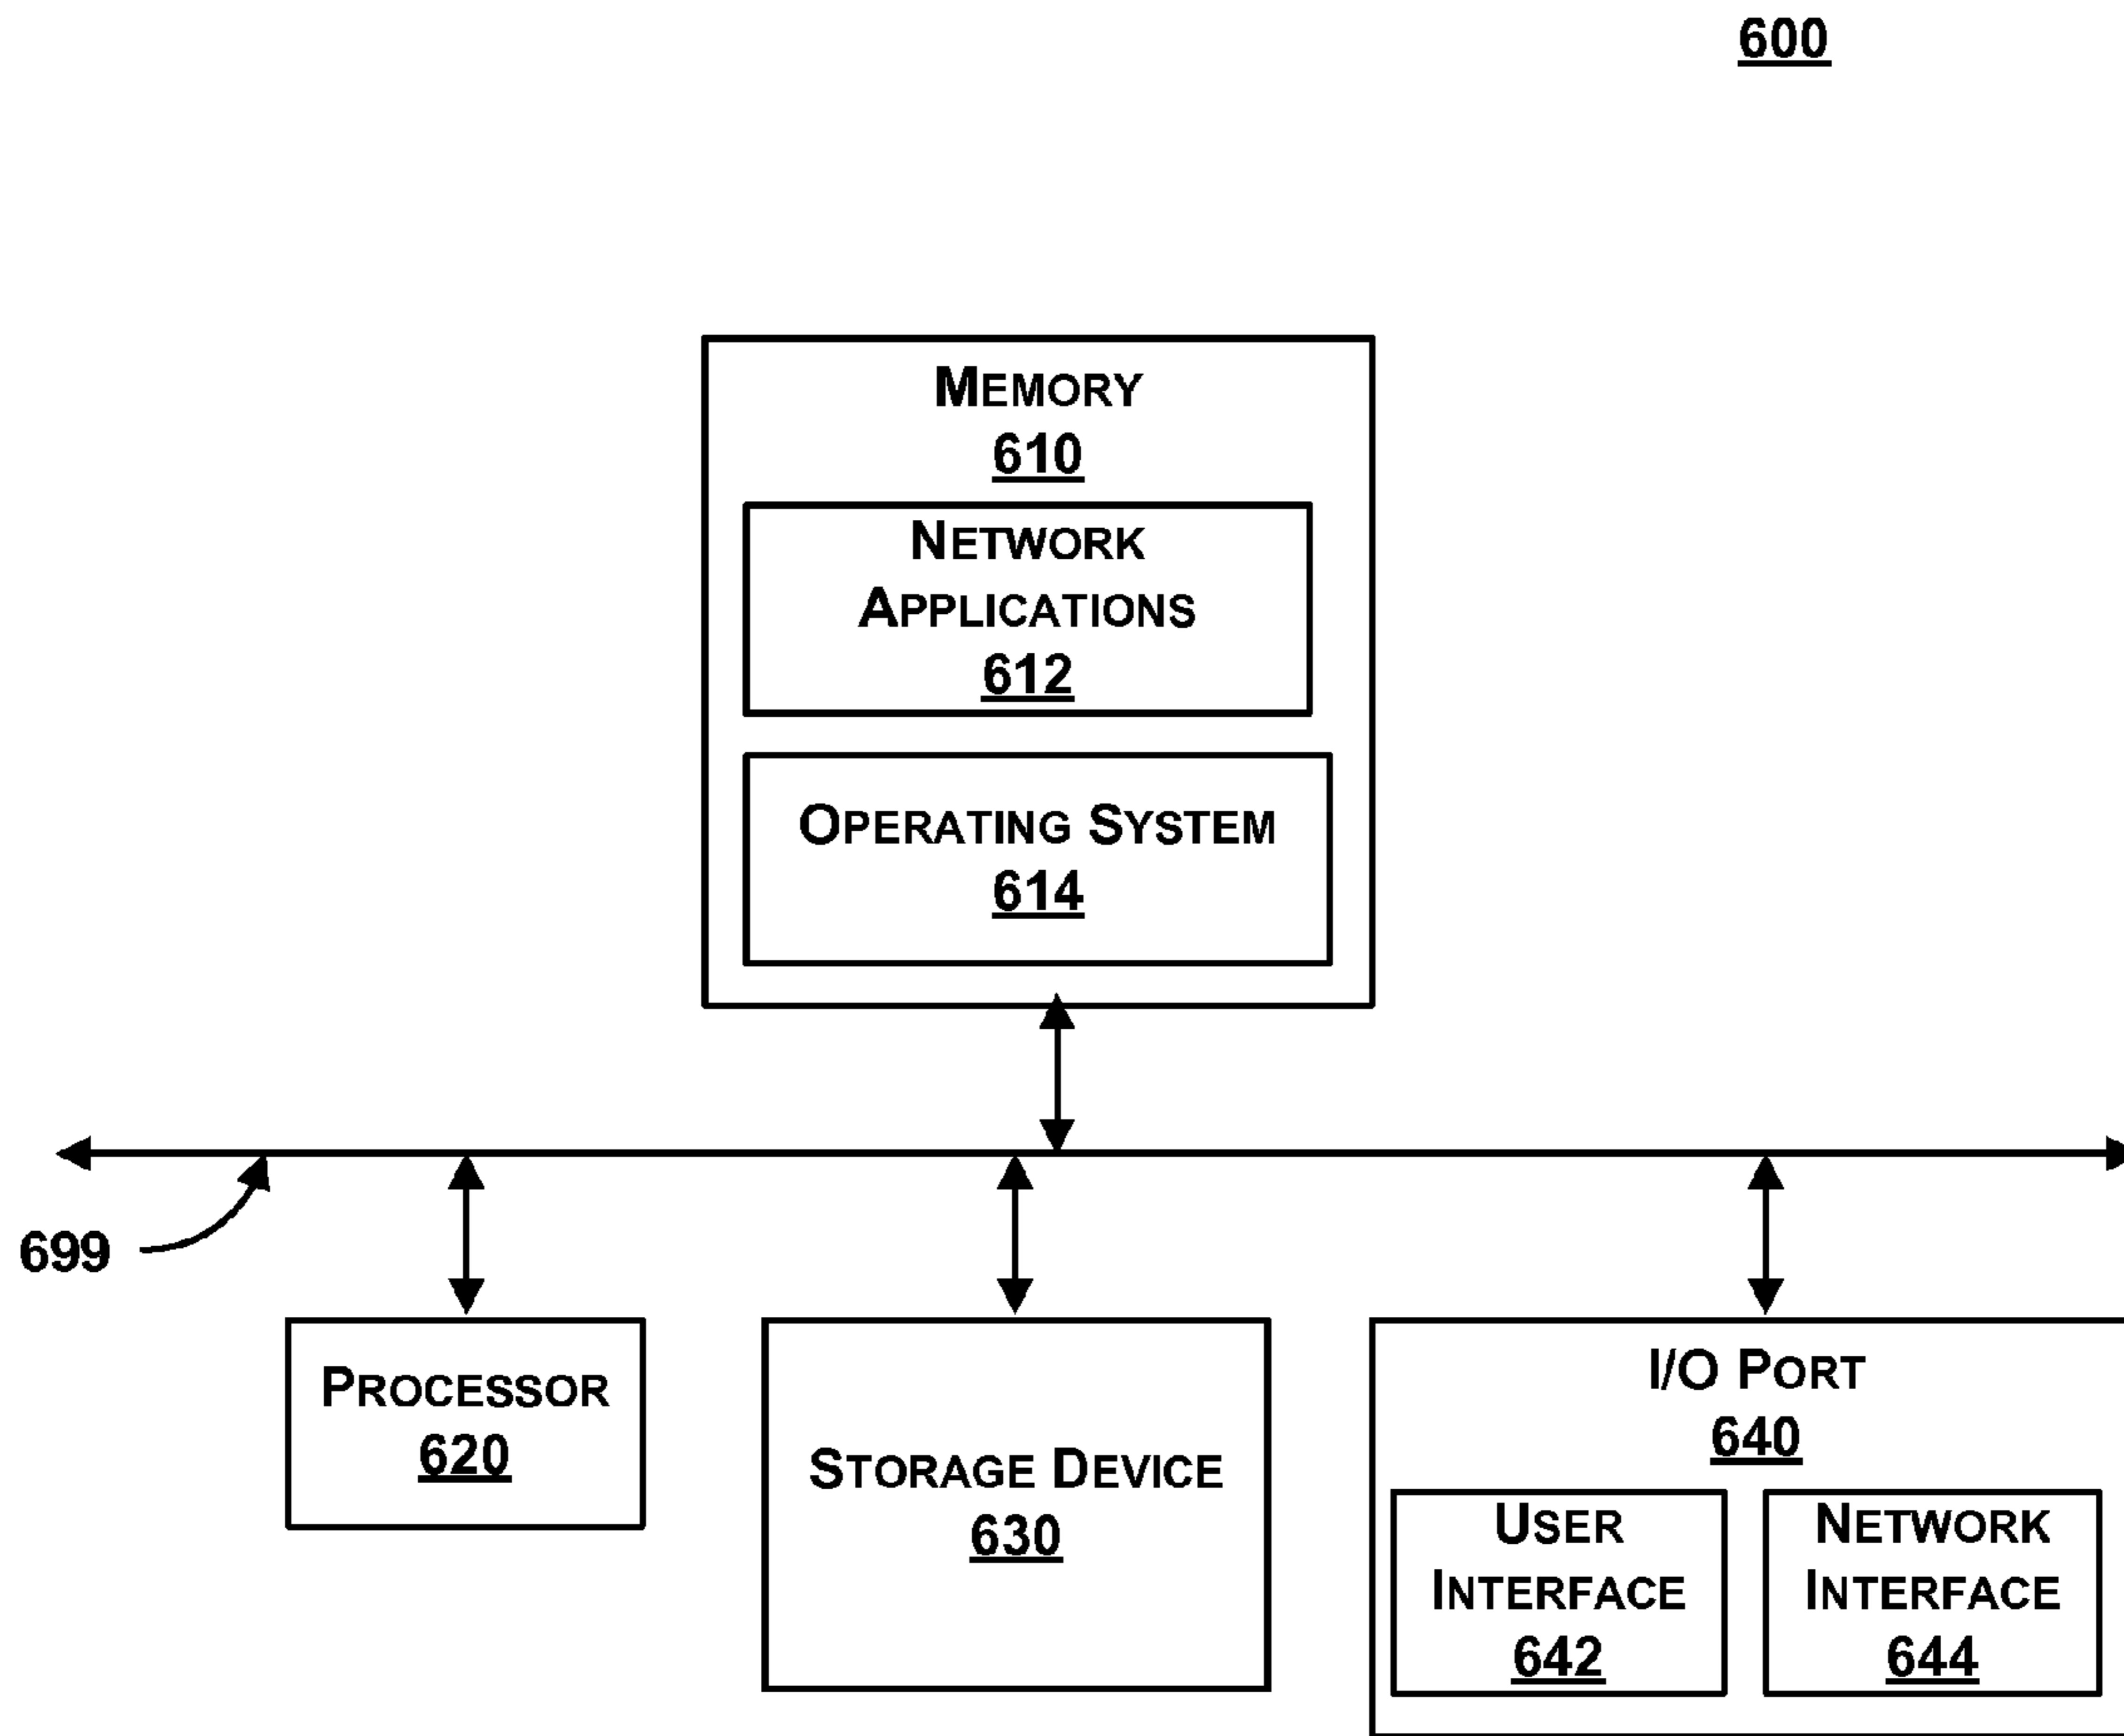 600
MEMORY
610
NETWORK
APPLICATIONS
612
OPERATING SYSTEM
614
699
PROCESSOR
620
STORAGE DEVICE
630
I/O PORT
640
USER
INTERFACE
642
NETWORK
INTERFACE
644